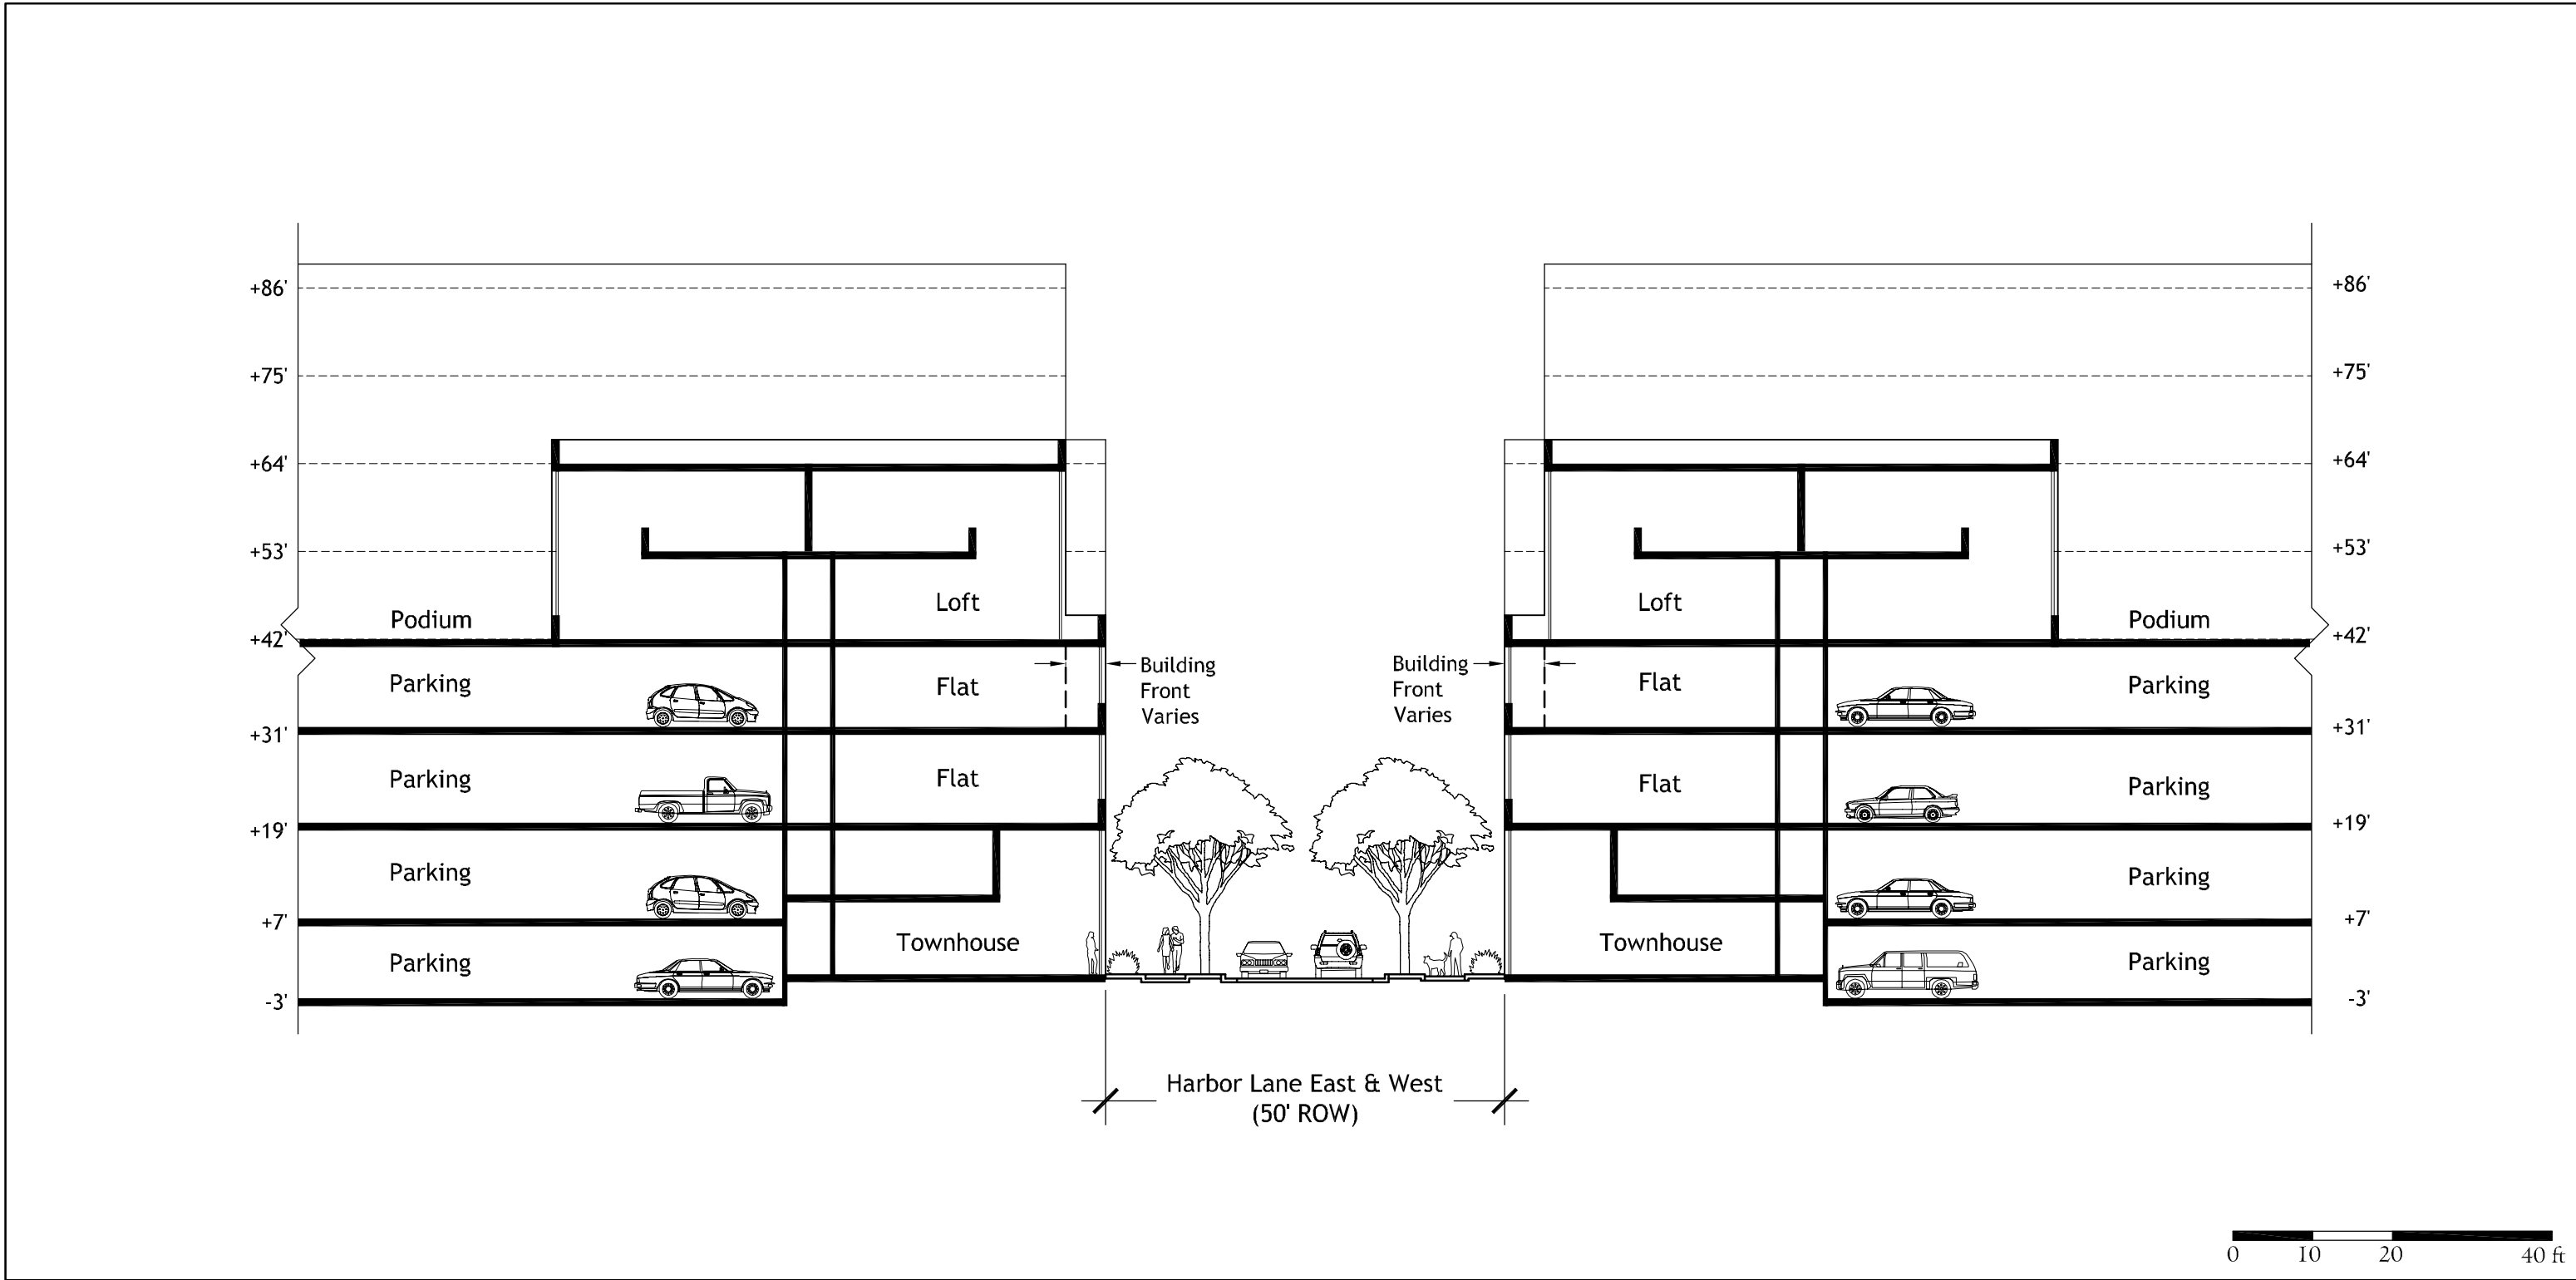 +86'
+86'
+75'
+75'
+64'
+64'
+53'
+53'
Loft
Loft
Podium
Podium
+42'
+42'
Building
Front
Varies
Building
Front
Varies
Parking
Flat
Flat
Parking
+31'
+31'
Parking
Flat
Flat
Parking
+19'
+19'
Parking
Parking
+7'
+7'
Townhouse
Townhouse
Parking
Parking
-3'
-3'
Harbor Lane East & West
(50' ROW)
0 10 20 40 ft